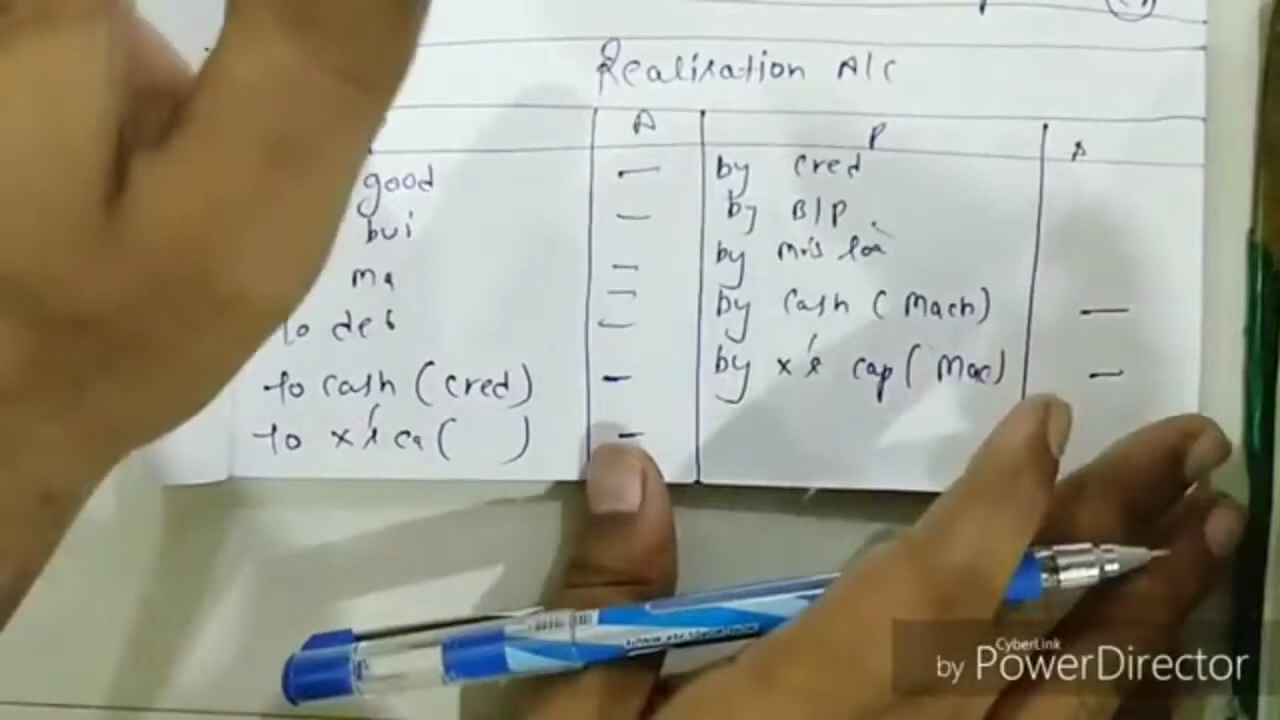 Realisation A/C
A P A
good — by cred
bui — by B/P
ma — by mrs loa
to deb — by cash (Mach) —
to cash (cred) — by x's cap (Mac) —
to x's ca ( ) —
CyberLink
by PowerDirector